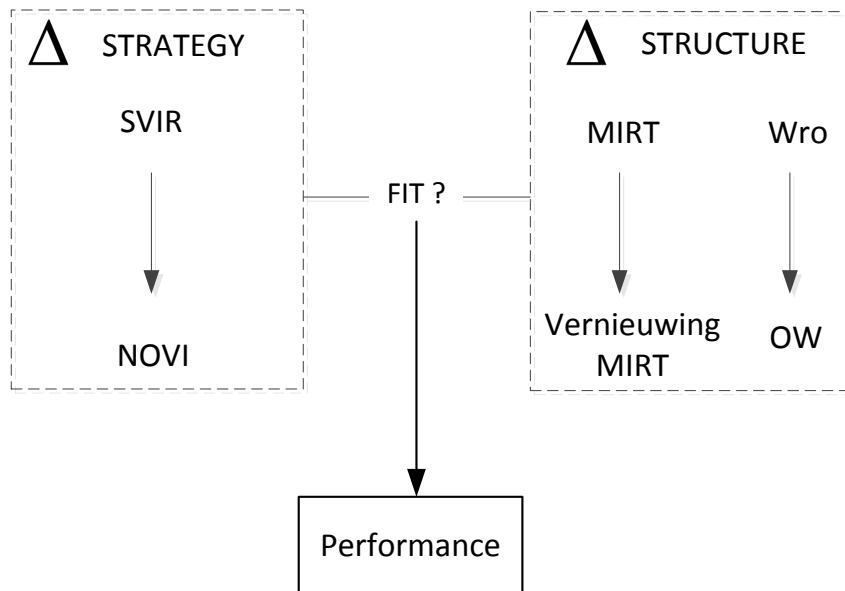 Δ STRATEGY
SVIR
NOVI
FIT ?
Δ STRUCTURE
MIRT Wro
Vernieuwing
MIRT
OW
Performance